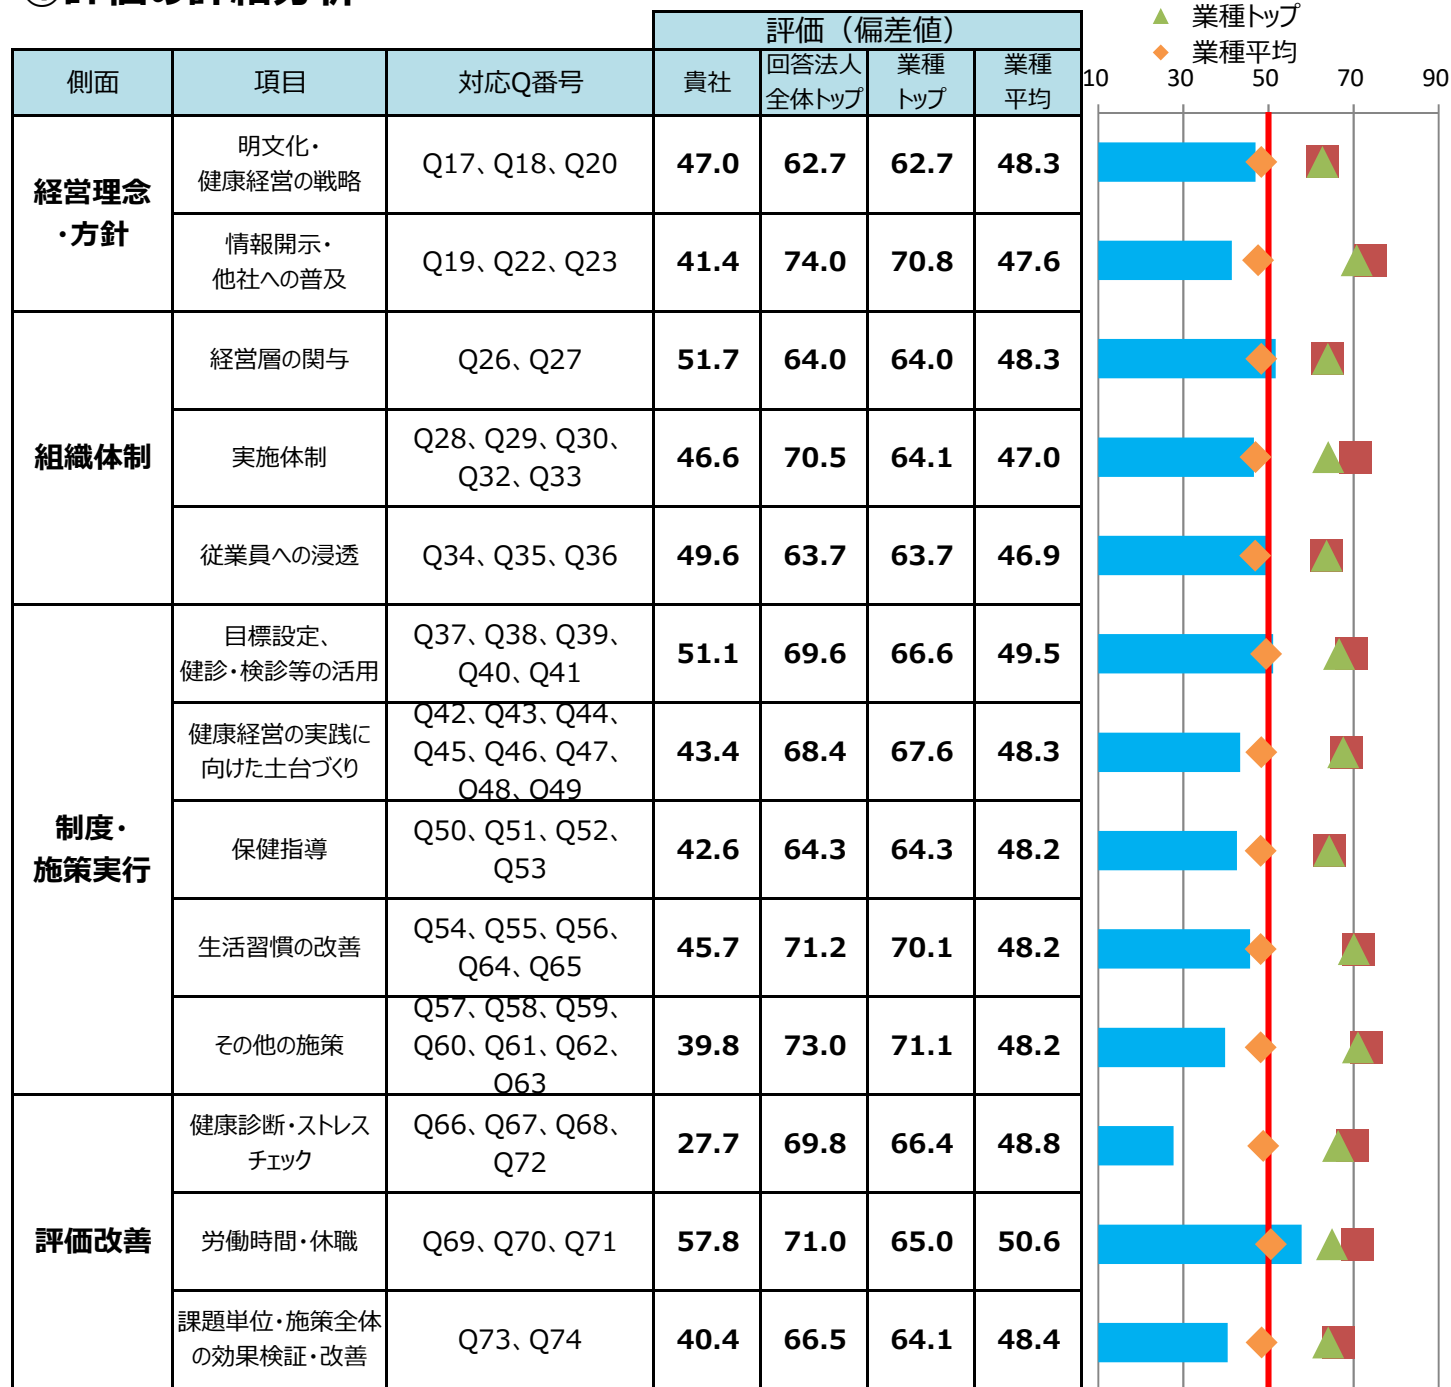 評価（偏差値）
▲ 業種トップ
◆ 業種平均
側面 項目 対応Q番号 貴社 回答法人全体トップ 業種トップ 業種平均
10 30 50 70 90
経営理念
・方針
明文化・
健康経営の戦略
Q17、Q18、Q20
47.0 62.7 62.7 48.3
情報開示・
他社への普及
Q19、Q22、Q23
41.4 74.0 70.8 47.6
組織体制
経営層の関与
Q26、Q27
51.7 64.0 64.0 48.3
実施体制
Q28、Q29、Q30、
Q32、Q33
46.6 70.5 64.1 47.0
従業員への浸透
Q34、Q35、Q36
49.6 63.7 63.7 46.9
制度・
施策実行
目標設定、
健診・検診等の活用
Q37、Q38、Q39、
Q40、Q41
51.1 69.6 66.6 49.5
健康経営の実践に
向けた土台づくり
Q42、Q43、Q44、
Q45、Q46、Q47、
Q48、Q49
43.4 68.4 67.6 48.3
保健指導
Q50、Q51、Q52、
Q53
42.6 64.3 64.3 48.2
生活習慣の改善
Q54、Q55、Q56、
Q64、Q65
45.7 71.2 70.1 48.2
その他の施策
Q57、Q58、Q59、
Q60、Q61、Q62、
Q63
39.8 73.0 71.1 48.2
評価改善
健康診断・ストレス
チェック
Q66、Q67、Q68、
Q72
27.7 69.8 66.4 48.8
労働時間・休職
Q69、Q70、Q71
57.8 71.0 65.0 50.6
課題単位・施策全体
の効果検証・改善
Q73、Q74
40.4 66.5 64.1 48.4